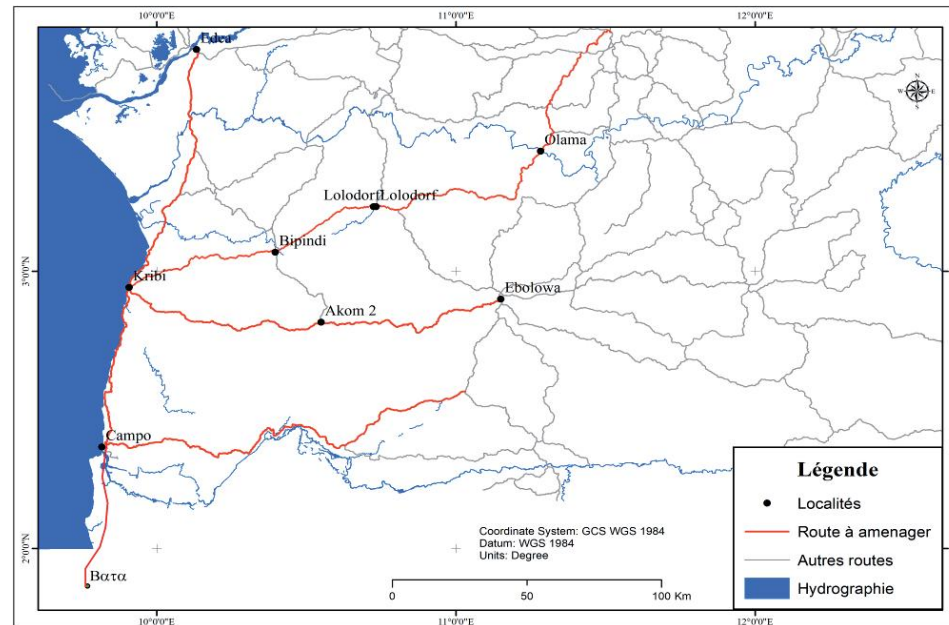 10°0'0"E 11°0'0"E 12°0'0"E
Edea
N
W E
S
Olama
LolodorfLolodorf
Bipindi
3°0'0"N
Kribi
Ebolowa
Akom 2
Campo
Légende
Localités
Route à amenager
Autres routes
Hydrographie
Coordinate System: GCS WGS 1984
Datum: WGS 1984
Units: Degree
2°0'0"N
Βατα
0 50 100 Km
10°0'0"E 11°0'0"E 12°0'0"E